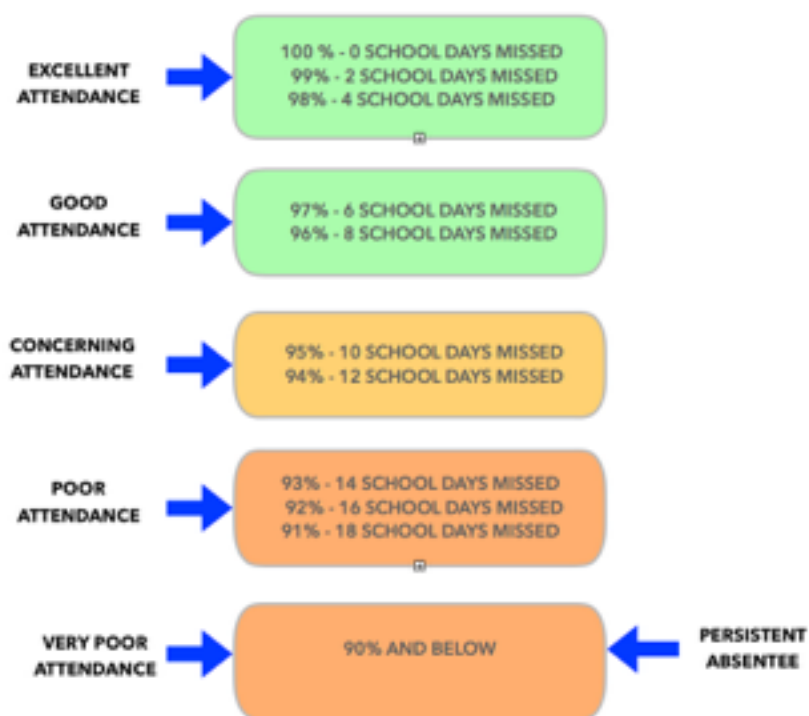 EXCELLENT
ATTENDANCE
100 % - 0 SCHOOL DAYS MISSED
99% - 2 SCHOOL DAYS MISSED
98% - 4 SCHOOL DAYS MISSED
GOOD
ATTENDANCE
97% - 6 SCHOOL DAYS MISSED
96% - 8 SCHOOL DAYS MISSED
CONCERNING
ATTENDANCE
95% - 10 SCHOOL DAYS MISSED
94% - 12 SCHOOL DAYS MISSED
POOR
ATTENDANCE
93% - 14 SCHOOL DAYS MISSED
92% - 16 SCHOOL DAYS MISSED
91% - 18 SCHOOL DAYS MISSED
VERY POOR
ATTENDANCE
90% AND BELOW
PERSISTENT
ABSENTEE